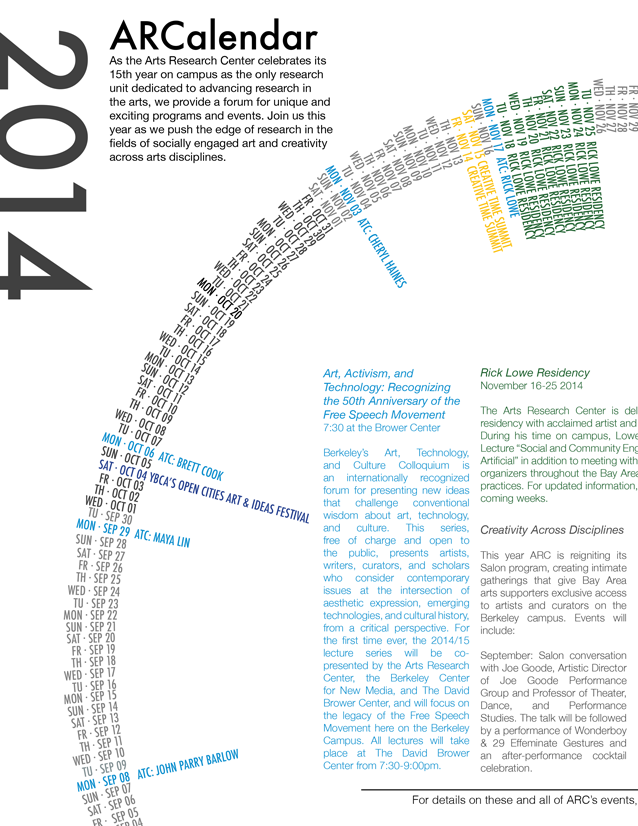 2014
ARCalendar
As the Arts Research Center celebrates its
15th year on campus as the only research
unit dedicated to advancing research in
the arts, we provide a forum for unique and
exciting programs and events. Join us this
year as we push the edge of research in the
fields of socially engaged art and creativity
across arts disciplines.
FR · NOV 29
FR · NOV 28
TH · NOV 27
WED · NOV 26
TU · NOV 25 RICK LOWE RESIDENCY
MON · NOV 24 RICK LOWE RESIDENCY
SUN · NOV 23 RICK LOWE RESIDENCY
SAT · NOV 22 RICK LOWE RESIDENCY
FR · NOV 21 RICK LOWE RESIDENCY
TH · NOV 20 RICK LOWE RESIDENCY
WED · NOV 19 RICK LOWE RESIDENCY
TU · NOV 18 RICK LOWE RESIDENCY
MON · NOV 17 ATC: RICK LOWE
SUN · NOV 16
SAT · NOV 15 CREATIVE TIME SUMMIT
FR · NOV 14 CREATIVE TIME SUMMIT
TH · NOV 13
WED · NOV 12
TU · NOV 11
MON · NOV 10
SUN · NOV 09
SAT · NOV 08
FR · NOV 07
TH · NOV 06
WED · NOV 05
TU · NOV 04
MON · NOV 03 ATC: CHERYL HAINES
SUN · NOV 02
SAT · NOV 01
FR · OCT 31
TH · OCT 30
WED · OCT 29
TU · OCT 28
MON · OCT 27
SUN · OCT 26
SAT · OCT 25
FR · OCT 24
TH · OCT 23
WED · OCT 22
TU · OCT 21
MON · OCT 20
SUN · OCT 19
SAT · OCT 18
FR · OCT 17
TH · OCT 16
WED · OCT 15
TU · OCT 14
MON · OCT 13
SUN · OCT 12
SAT · OCT 11
FR · OCT 10
TH · OCT 09
WED · OCT 08
TU · OCT 07
MON · OCT 06 ATC: BRETT COOK
SUN · OCT 05
SAT · OCT 04 YBCA'S OPEN CITIES ART & IDEAS FESTIVAL
FR · OCT 03
TH · OCT 02
WED · OCT 01
TU · SEP 30
MON · SEP 29 ATC: MAYA LIN
SUN · SEP 28
SAT · SEP 27
FR · SEP 26
TH · SEP 25
WED · SEP 24
TU · SEP 23
MON · SEP 22
SUN · SEP 21
SAT · SEP 20
FR · SEP 19
TH · SEP 18
WED · SEP 17
TU · SEP 16
MON · SEP 15
SUN · SEP 14
SAT · SEP 13
FR · SEP 12
TH · SEP 11
WED · SEP 10
TU · SEP 09
MON · SEP 08 ATC: JOHN PARRY BARLOW
SUN · SEP 07
SAT · SEP 06
FR · SEP 05
SEP 04
Art, Activism, and
Technology: Recognizing
the 50th Anniversary of the
Free Speech Movement
7:30 at the Brower Center
Berkeley's Art, Technology,
and Culture Colloquium is
an internationally recognized
forum for presenting new ideas
that challenge conventional
wisdom about art, technology,
and culture. This series,
free of charge and open to
the public, presents artists,
writers, curators, and scholars
who consider contemporary
issues at the intersection of
aesthetic expression, emerging
technologies, and cultural history,
from a critical perspective. For
the first time ever, the 2014/15
lecture series will be co-
presented by the Arts Research
Center, the Berkeley Center
for New Media, and The David
Brower Center, and will focus on
the legacy of the Free Speech
Movement here on the Berkeley
Campus. All lectures will take
place at The David Brower
Center from 7:30-9:00pm.
Rick Lowe Residency
November 16-25 2014
The Arts Research Center is del
residency with acclaimed artist and
During his time on campus, Lowe
Lecture "Social and Community Eng
Artificial" in addition to meeting with
organizers throughout the Bay Area
practices. For updated information,
coming weeks.
Creativity Across Disciplines
This year ARC is reigniting its
Salon program, creating intimate
gatherings that give Bay Area
arts supporters exclusive access
to artists and curators on the
Berkeley campus. Events will
include:
September: Salon conversation
with Joe Goode, Artistic Director
of Joe Goode Performance
Group and Professor of Theater,
Dance, and Performance
Studies. The talk will be followed
by a performance of Wonderboy
& 29 Effeminate Gestures and
an after-performance cocktail
celebration.
For details on these and all of ARC's events,